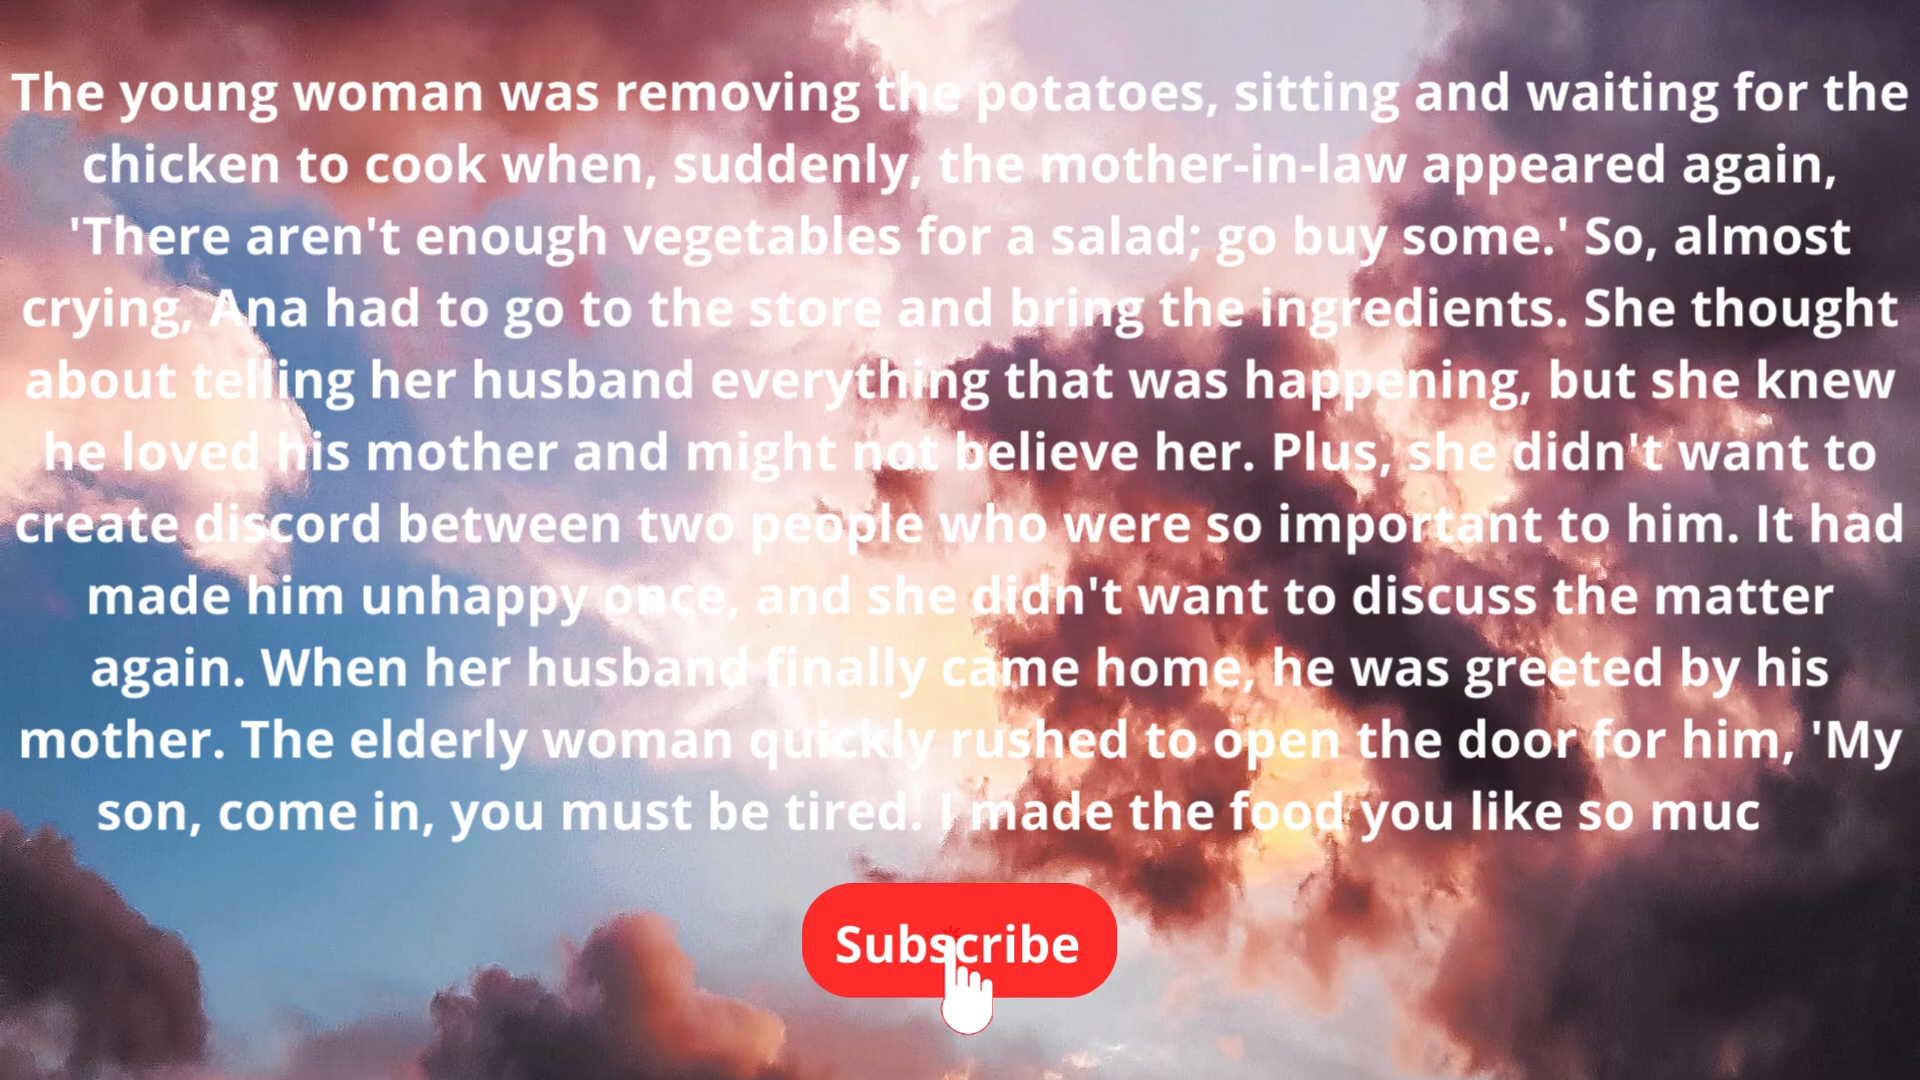 The young woman was removing the potatoes, sitting and waiting for the
chicken to cook when, suddenly, the mother-in-law appeared again,
'There aren't enough vegetables for a salad; go buy some.' So, almost
crying, Ana had to go to the store and bring the ingredients. She thought
about telling her husband everything that was happening, but she knew
he loved his mother and might not believe her. Plus, she didn't want to
create discord between two people who were so important to him. It had
made him unhappy once, and she didn't want to discuss the matter
again. When her husband finally came home, he was greeted by his
mother. The elderly woman quickly rushed to open the door for him, 'My
son, come in, you must be tired. I made the food you like so muc
Subscribe